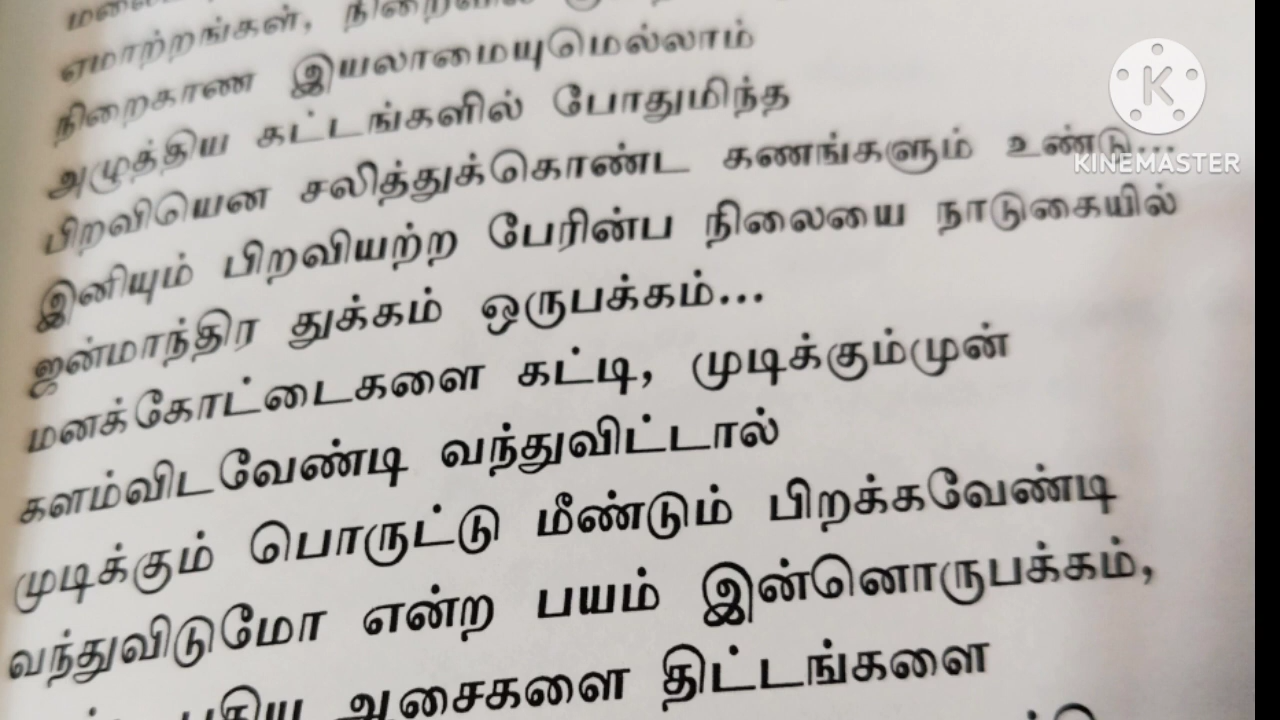 ஏமாற்றங்கள், நிறைவில்
நிறைகாண இயலாமையுமெல்லாம்
அழுத்திய கட்டங்களில் போதுமிந்த
பிறவியென சலித்துக்கொண்ட கணங்களும் உண்டு...
இனியும் பிறவியற்ற பேரின்ப நிலையை நாடுகையில்
ஜன்மாந்திர துக்கம் ஒருபக்கம்...
மனக்கோட்டைகளை கட்டி, முடிக்கும்முன்
களம்விடவேண்டி வந்துவிட்டால்
முடிக்கும் பொருட்டு மீண்டும் பிறக்கவேண்டி
வந்துவிடுமோ என்ற பயம் இன்னொருபக்கம்,
புதிய ஆசைகளை திட்டங்களை
KINEMASTER